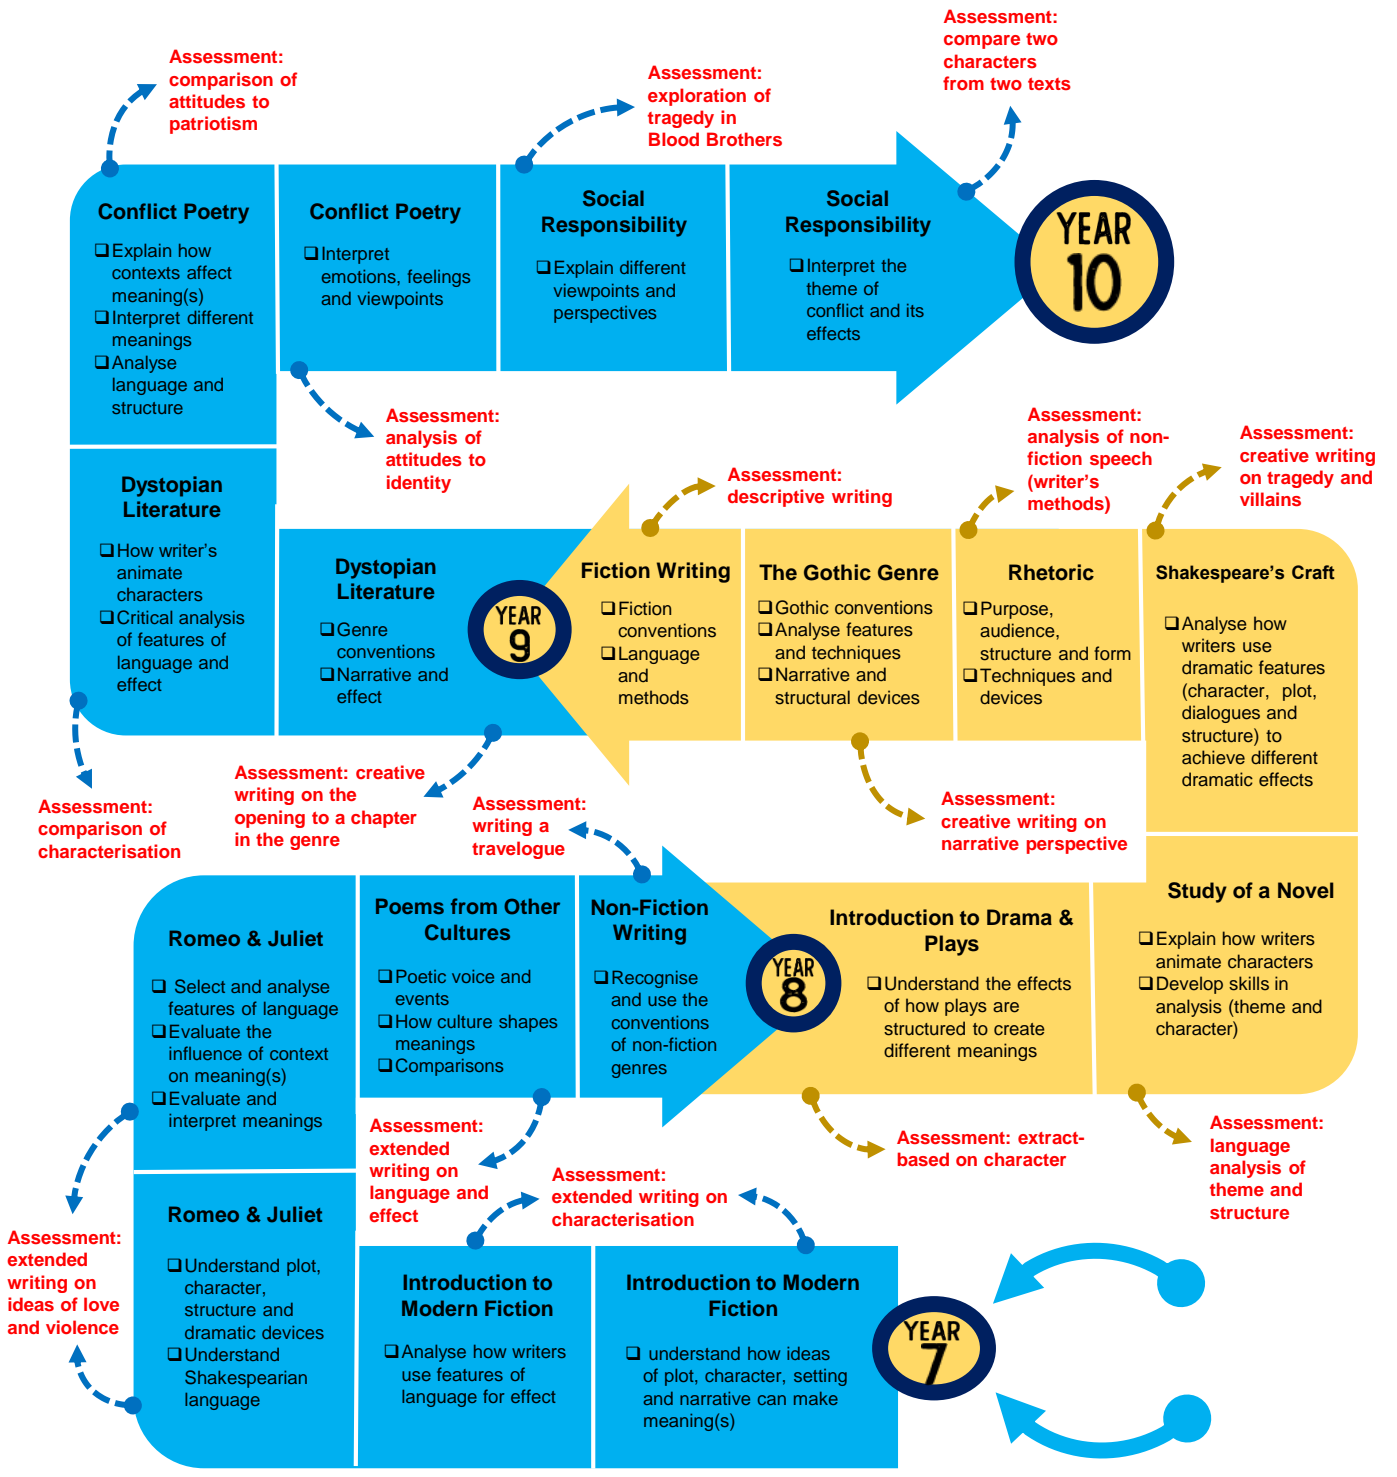 Assessment:
compare two
characters
from two texts
Assessment:
comparison of
attitudes to
patriotism
Assessment:
exploration of
tragedy in
Blood Brothers
Conflict Poetry
❑Explain how
contexts affect
meaning(s)
❑Interpret different
meanings
❑Analyse
language and
structure
Conflict Poetry
❑Interpret
emotions, feelings
and viewpoints
Social
Responsibility
❑Explain different
viewpoints and
perspectives
Social
Responsibility
❑Interpret the
theme of
conflict and its
effects
YEAR
10
Assessment:
analysis of
attitudes to
identity
Assessment:
descriptive writing
Assessment:
analysis of non-
fiction speech
(writer's
methods)
Assessment:
creative writing
on tragedy and
villains
Dystopian
Literature
❑How writer's
animate
characters
❑Critical analysis
of features of
language and
effect
Dystopian
Literature
❑Genre
conventions
❑Narrative and
effect
YEAR
9
Fiction Writing
❑Fiction
conventions
❑Language
and
methods
The Gothic Genre
❑Gothic conventions
❑Analyse features
and techniques
❑Narrative and
structural devices
Rhetoric
❑Purpose,
audience,
structure and form
❑Techniques and
devices
Shakespeare's Craft
❑Analyse how
writers use
dramatic features
(character, plot,
dialogues and
structure) to
achieve different
dramatic effects
Assessment:
comparison of
characterisation
Assessment: creative
writing on the
opening to a chapter
in the genre
Assessment:
writing a
travelogue
Assessment:
creative writing on
narrative perspective
Romeo & Juliet
❑ Select and analyse
features of language
❑Evaluate the
influence of context
on meaning(s)
❑Evaluate and
interpret meanings
Poems from Other
Cultures
❑Poetic voice and
events
❑How culture shapes
meanings
❑Comparisons
Non-Fiction
Writing
❑Recognise
and use the
conventions
of non-fiction
genres
YEAR
8
Introduction to Drama &
Plays
❑Understand the effects
of how plays are
structured to create
different meanings
Study of a Novel
❑Explain how writers
animate characters
❑Develop skills in
analysis (theme and
character)
Assessment:
extended
writing on
language and
effect
Assessment:
extended writing on
characterisation
Assessment: extract-
based on character
Assessment:
language
analysis of
theme and
structure
Assessment:
extended
writing on
ideas of love
and violence
Romeo & Juliet
❑Understand plot,
character,
structure and
dramatic devices
❑Understand
Shakespearian
language
Introduction to
Modern Fiction
❑Analyse how writers
use features of
language for effect
Introduction to Modern
Fiction
❑ understand how ideas
of plot, character, setting
and narrative can make
meaning(s)
YEAR
7